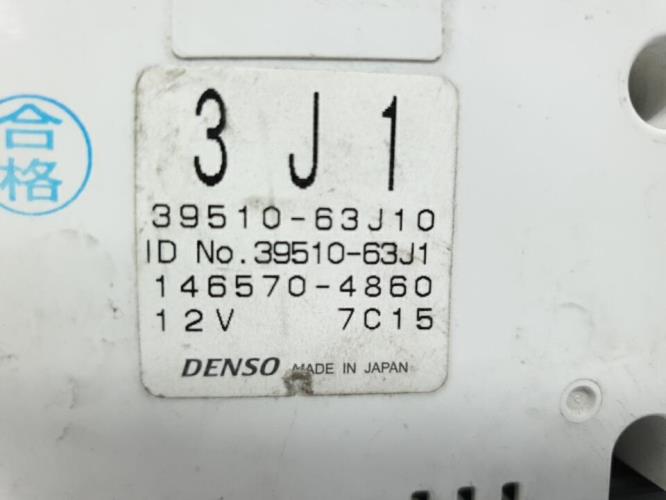 3 J 1
合
格
39510-63J10
ID No.39510-63J1
146570-4860
12V 7C15
DENSO MADE IN JAPAN